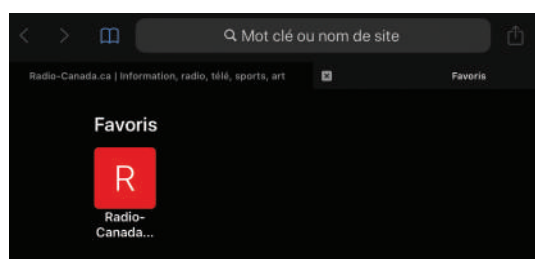 Mot clé ou nom de site
Radio-Canada.ca | Information, radio, télé, sports, art
Favoris
Favoris
R
Radio-
Canada...